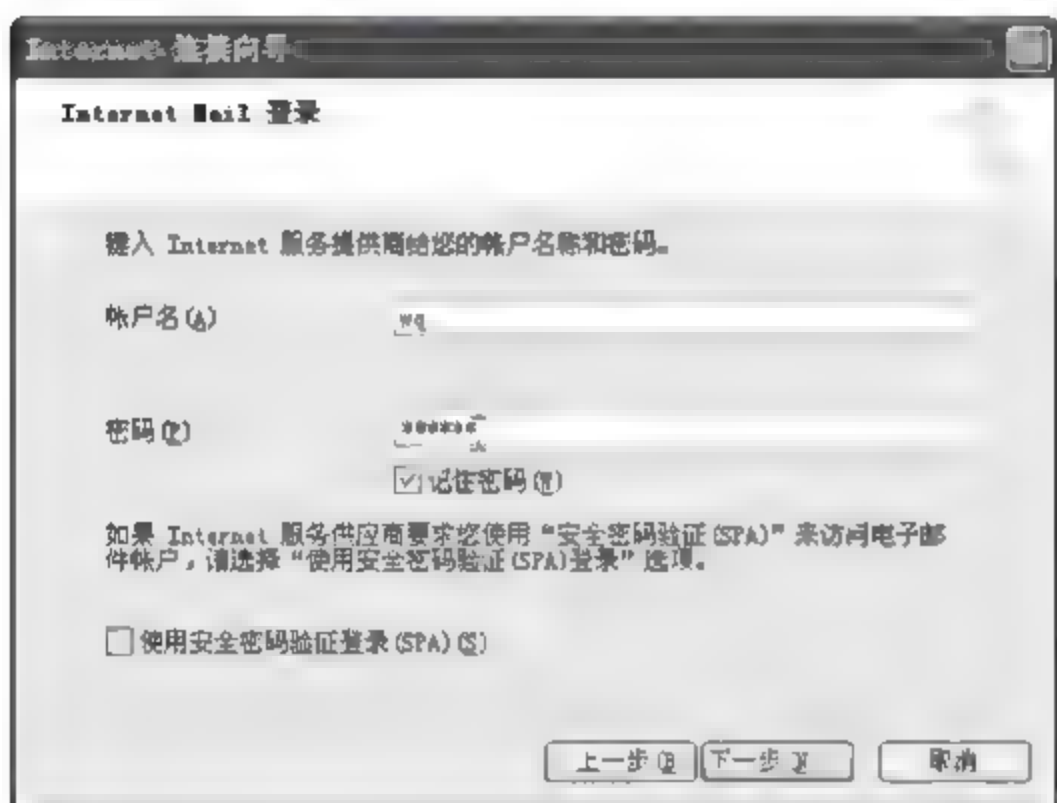 Internet 连接向导
Internet Mail 登录
键入 Internet 服务提供商给您的帐户名称和密码。
帐户名(A)
wq
密码(P)
******
记住密码(W)
如果 Internet 服务供应商要求您使用“安全密码验证(SPA)”来访问电子邮
件帐户，请选择“使用安全密码验证(SPA)登录”选项。
使用安全密码验证登录(SPA)(S)
上一步(B
下一步(N
取消